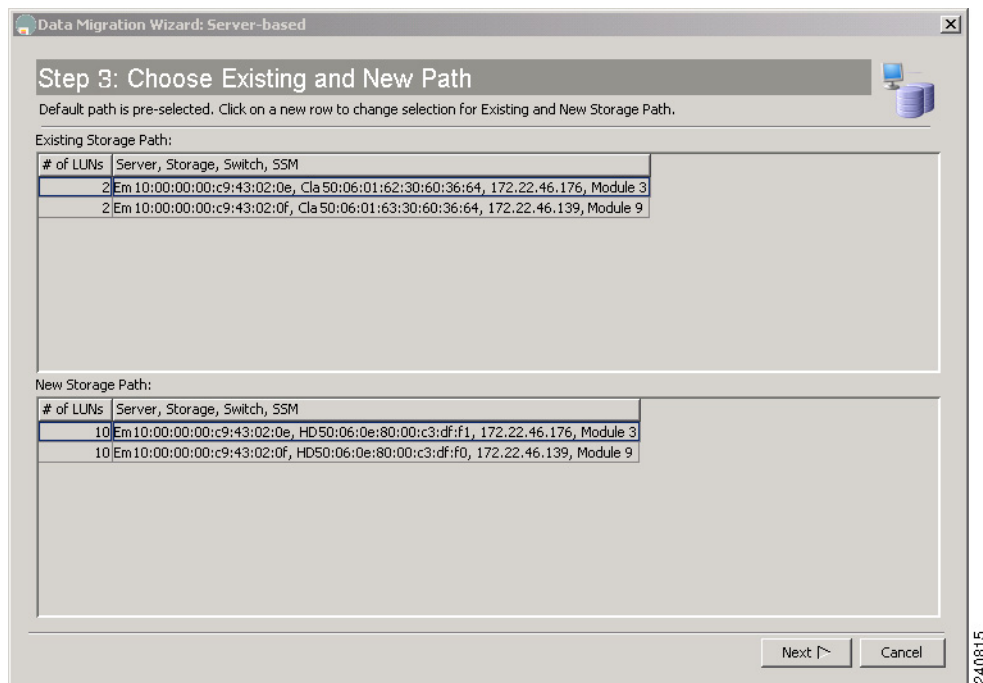 Data Migration Wizard: Server-based
Step 3: Choose Existing and New Path
Default path is pre-selected. Click on a new row to change selection for Existing and New Storage Path.
Existing Storage Path:
# of LUNs Server, Storage, Switch, SSM
2 Em 10:00:00:00:c9:43:02:0e, Cla 50:06:01:62:30:60:36:64, 172.22.46.176, Module 3
2 Em 10:00:00:00:c9:43:02:0f, Cla 50:06:01:63:30:60:36:64, 172.22.46.139, Module 9
New Storage Path:
# of LUNs Server, Storage, Switch, SSM
10 Em10:00:00:00:c9:43:02:0e, HD50:06:0e:80:00:c3:df:f1, 172.22.46.176, Module 3
10 Em10:00:00:00:c9:43:02:0f, HD50:06:0e:80:00:c3:df:f0, 172.22.46.139, Module 9
Next Cancel
240815